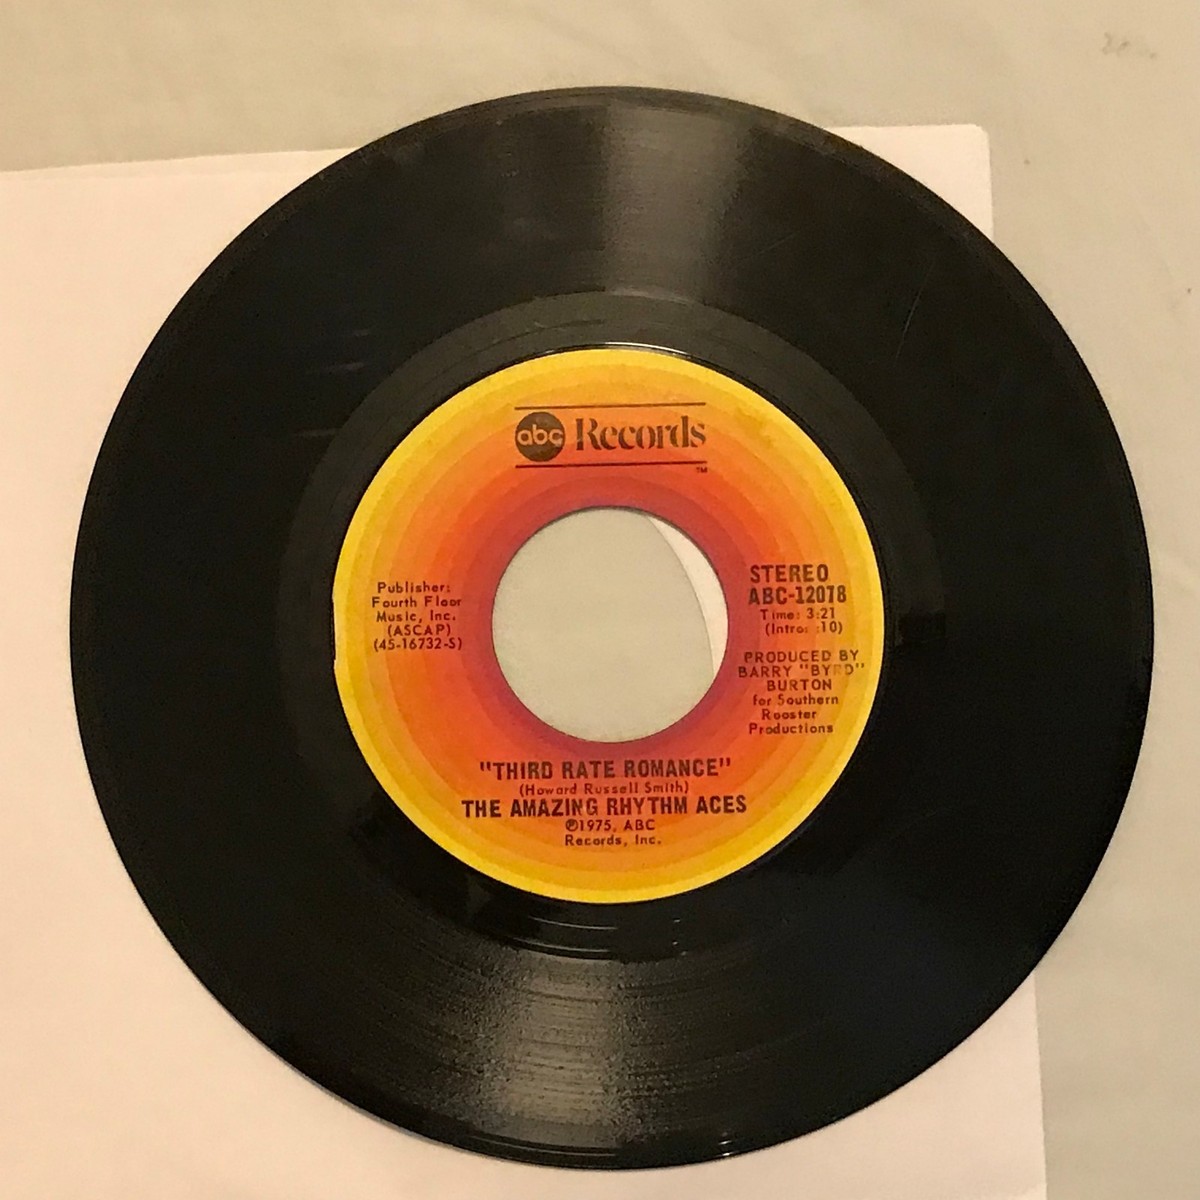 abc Records
TM
Publisher:
Fourth Floor
Music, Inc.
(ASCAP)
(45-16732-S)
STEREO
ABC-12078
Time: 3:21
(Intro: :10)
PRODUCED BY
BARRY "BYRD"
BURTON
for Southern
Rooster
Productions
"THIRD RATE ROMANCE"
(Howard Russell Smith)
THE AMAZING RHYTHM ACES
℗1975, ABC
Records, Inc.